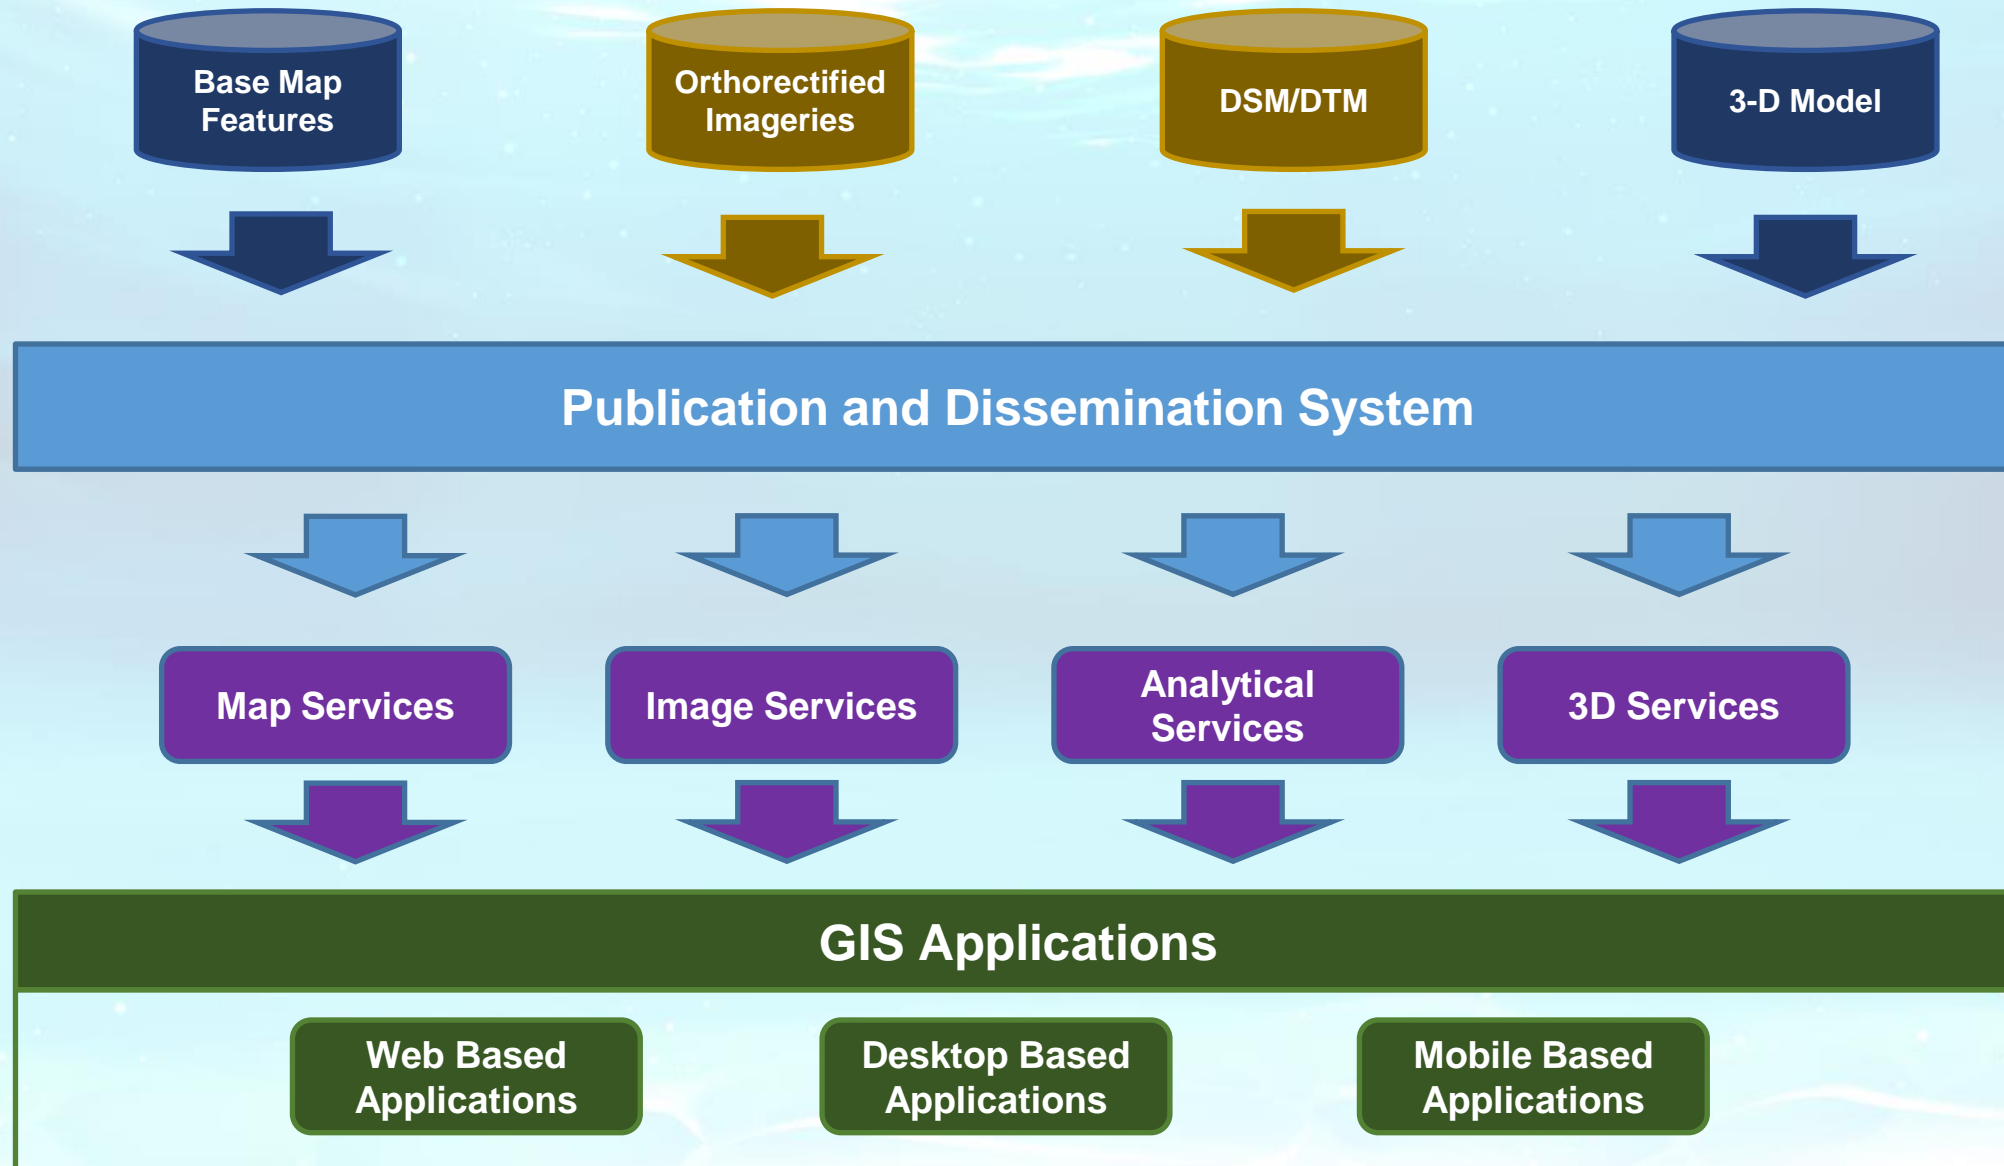 Base Map
Features
Orthorectified
Imageries
DSM/DTM
3-D Model
Publication and Dissemination System
Map Services
Image Services
Analytical
Services
3D Services
GIS Applications
Web Based
Applications
Desktop Based
Applications
Mobile Based
Applications